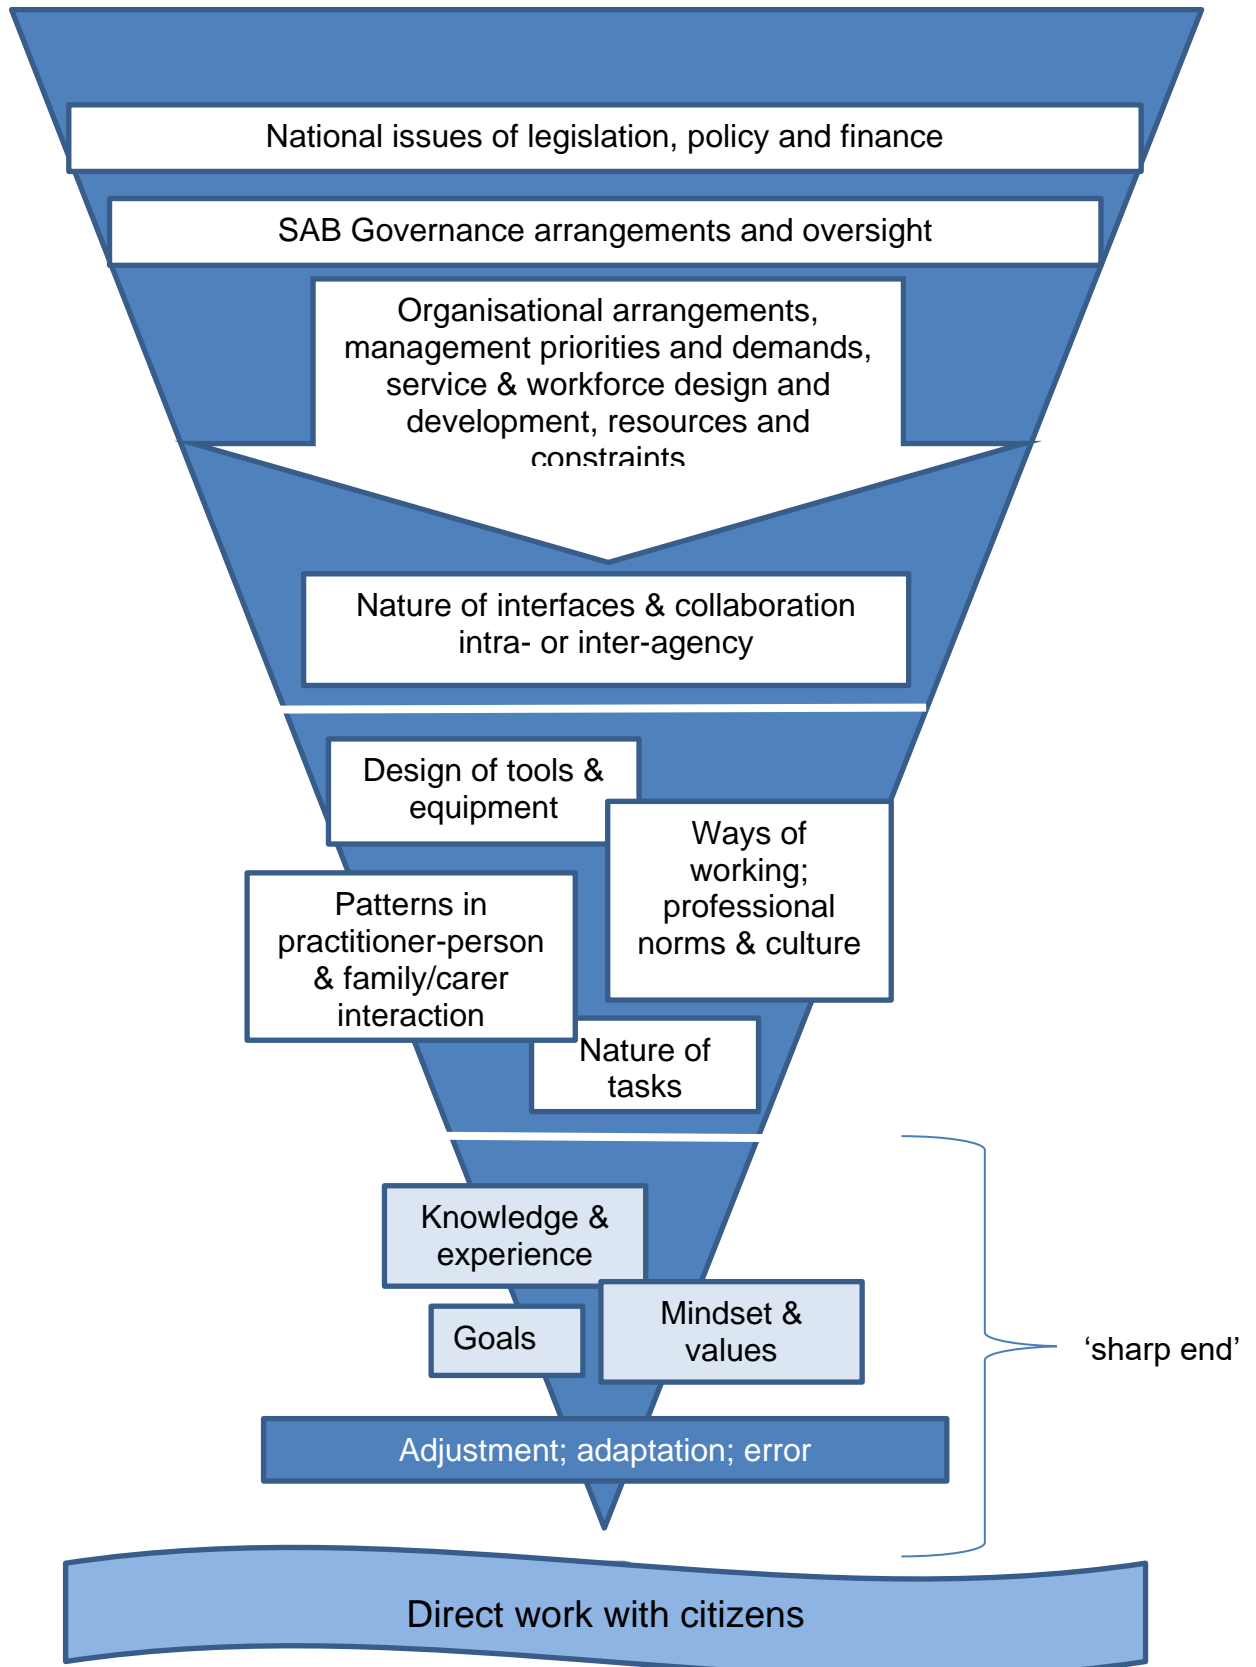 National issues of legislation, policy and finance
SAB Governance arrangements and oversight
Organisational arrangements,
management priorities and demands,
service & workforce design and
development, resources and
constraints
Nature of interfaces & collaboration
intra- or inter-agency
Design of tools &
equipment
Ways of
working;
professional
norms & culture
Patterns in
practitioner-person
& family/carer
interaction
Nature of
tasks
Knowledge &
experience
Mindset &
values
Goals
‘sharp end’
Adjustment; adaptation; error
Direct work with citizens